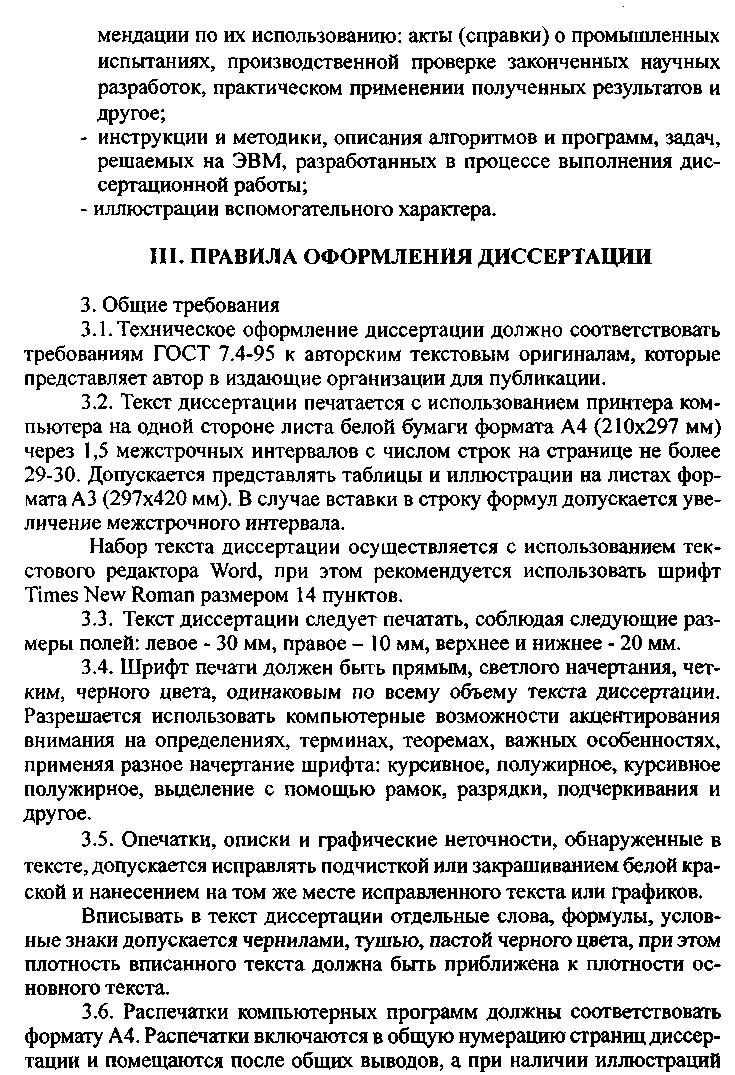 мендации по их использованию: акты (справки) о промышленных
испытаниях, производственной проверке законченных научных
разработок, практическом применении полученных результатов и
другое;
- инструкции и методики, описания алгоритмов и программ, задач,
решаемых на ЭВМ, разработанных в процессе выполнения дис-
сертационной работы;
- иллюстрации вспомогательного характера.
III. ПРАВИЛА ОФОРМЛЕНИЯ ДИССЕРТАЦИИ
3. Общие требования
3.1. Техническое оформление диссертации должно соответствовать
требованиям ГОСТ 7.4-95 к авторским текстовым оригиналам, которые
представляет автор в издающие организации для публикации.
3.2. Текст диссертации печатается с использованием принтера ком-
пьютера на одной стороне листа белой бумаги формата А4 (210х297 мм)
через 1,5 межстрочных интервалов с числом строк на странице не более
29-30. Допускается представлять таблицы и иллюстрации на листах фор-
мата А3 (297х420 мм). В случае вставки в строку формул допускается уве-
личение межстрочного интервала.
Набор текста диссертации осуществляется с использованием тек-
стового редактора Word, при этом рекомендуется использовать шрифт
Times New Roman размером 14 пунктов.
3.3. Текст диссертации следует печатать, соблюдая следующие раз-
меры полей: левое - 30 мм, правое – 10 мм, верхнее и нижнее - 20 мм.
3.4. Шрифт печати должен быть прямым, светлого начертания, чет-
ким, черного цвета, одинаковым по всему объему текста диссертации.
Разрешается использовать компьютерные возможности акцентирования
внимания на определениях, терминах, теоремах, важных особенностях,
применяя разное начертание шрифта: курсивное, полужирное, курсивное
полужирное, выделение с помощью рамок, разрядки, подчеркивания и
другое.
3.5. Опечатки, описки и графические неточности, обнаруженные в
тексте, допускается исправлять подчисткой или закрашиванием белой кра-
ской и нанесением на том же месте исправленного текста или графиков.
Вписывать в текст диссертации отдельные слова, формулы, услов-
ные знаки допускается чернилами, тушью, пастой черного цвета, при этом
плотность вписанного текста должна быть приближена к плотности ос-
новного текста.
3.6. Распечатки компьютерных программ должны соответствовать
формату А4. Распечатки включаются в общую нумерацию страниц диссер-
тации и помещаются после общих выводов, а при наличии иллюстраций